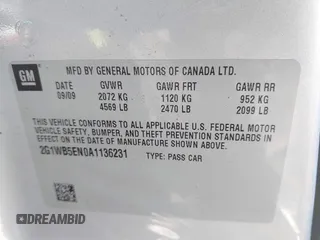 GM
MFD BY GENERAL MOTORS OF CANADA LTD.
DATE GVWR GAWR FRT GAWR RR
09/09 2072 KG 1120 KG 952 KG
4569 LB 2470 LB 2099 LB
THIS VEHICLE CONFORMS TO ALL APPLICABLE U.S. FEDERAL MOTOR
VEHICLE SAFETY, BUMPER, AND THEFT PREVENTION STANDARDS IN
EFFECT ON THE DATE OF MANUFACTURE SHOWN ABOVE.
2G1WB5EN0A1136231 TYPE: PASS CAR
DREAMBID